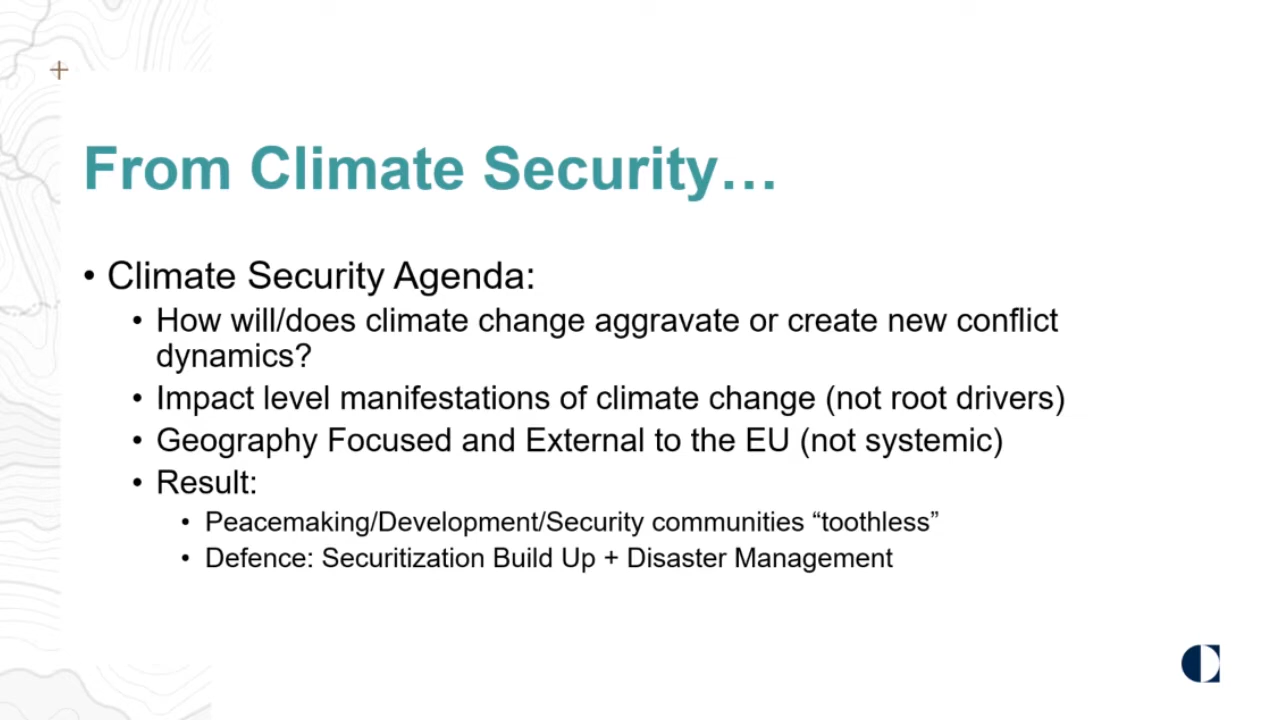 From Climate Security…
• Climate Security Agenda:
• How will/does climate change aggravate or create new conflict
dynamics?
• Impact level manifestations of climate change (not root drivers)
• Geography Focused and External to the EU (not systemic)
• Result:
• Peacemaking/Development/Security communities “toothless”
• Defence: Securitization Build Up + Disaster Management